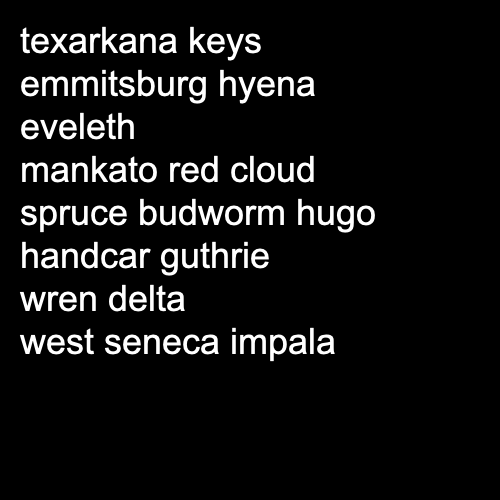 texarkana keys
emmitsburg hyena
eveleth
mankato red cloud
spruce budworm hugo
handcar guthrie
wren delta
west seneca impala